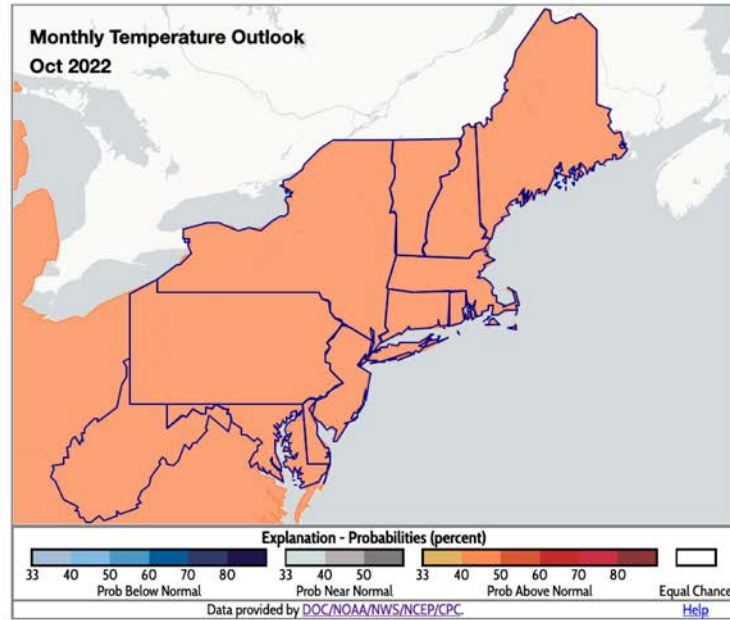 Monthly Temperature Outlook
Oct 2022
Explanation - Probabilities (percent)
33 40 50 60 70 80 33 40 50 33 40 50 60 70 80
Prob Below Normal Prob Near Normal Prob Above Normal Equal Chance
Data provided by DOC/NOAA/NWS/NCEP/CPC. Help